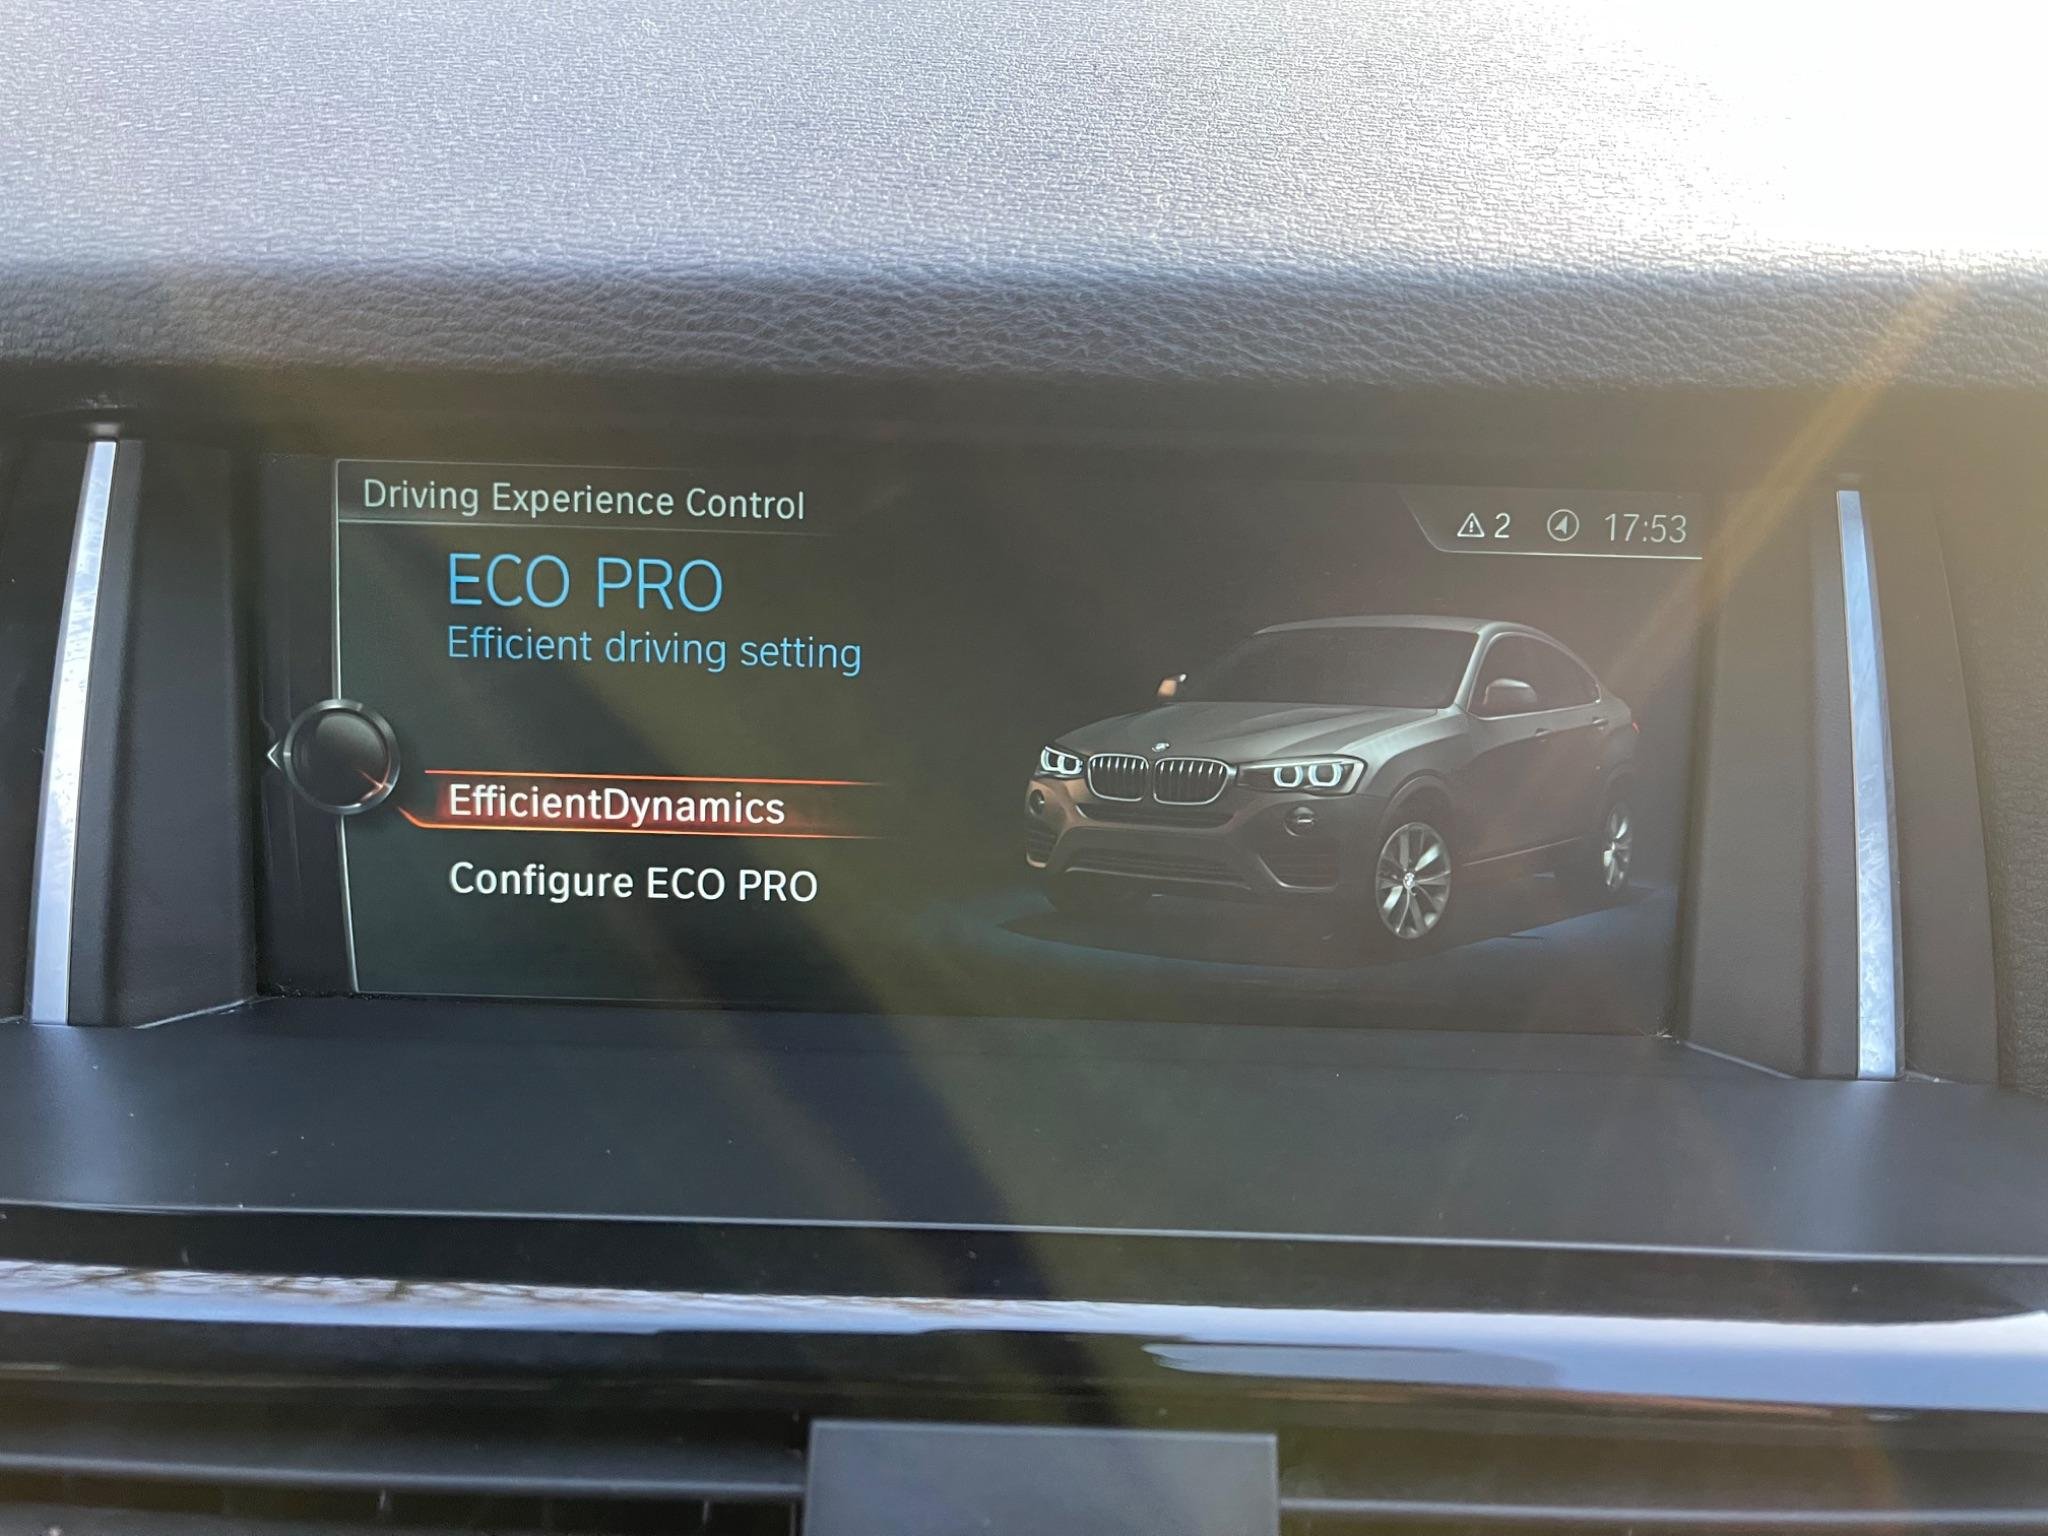 Driving Experience Control
2 17:53
ECO PRO
Efficient driving setting
EfficientDynamics
Configure ECO PRO